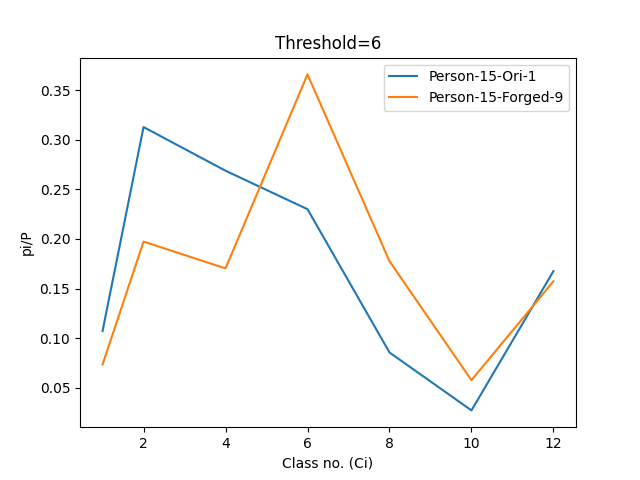 Threshold=6
Person-15-Ori-1
Person-15-Forged-9
pi/P
0.35
0.30
0.25
0.20
0.15
0.10
0.05
2 4 6 8 10 12
Class no. (Ci)